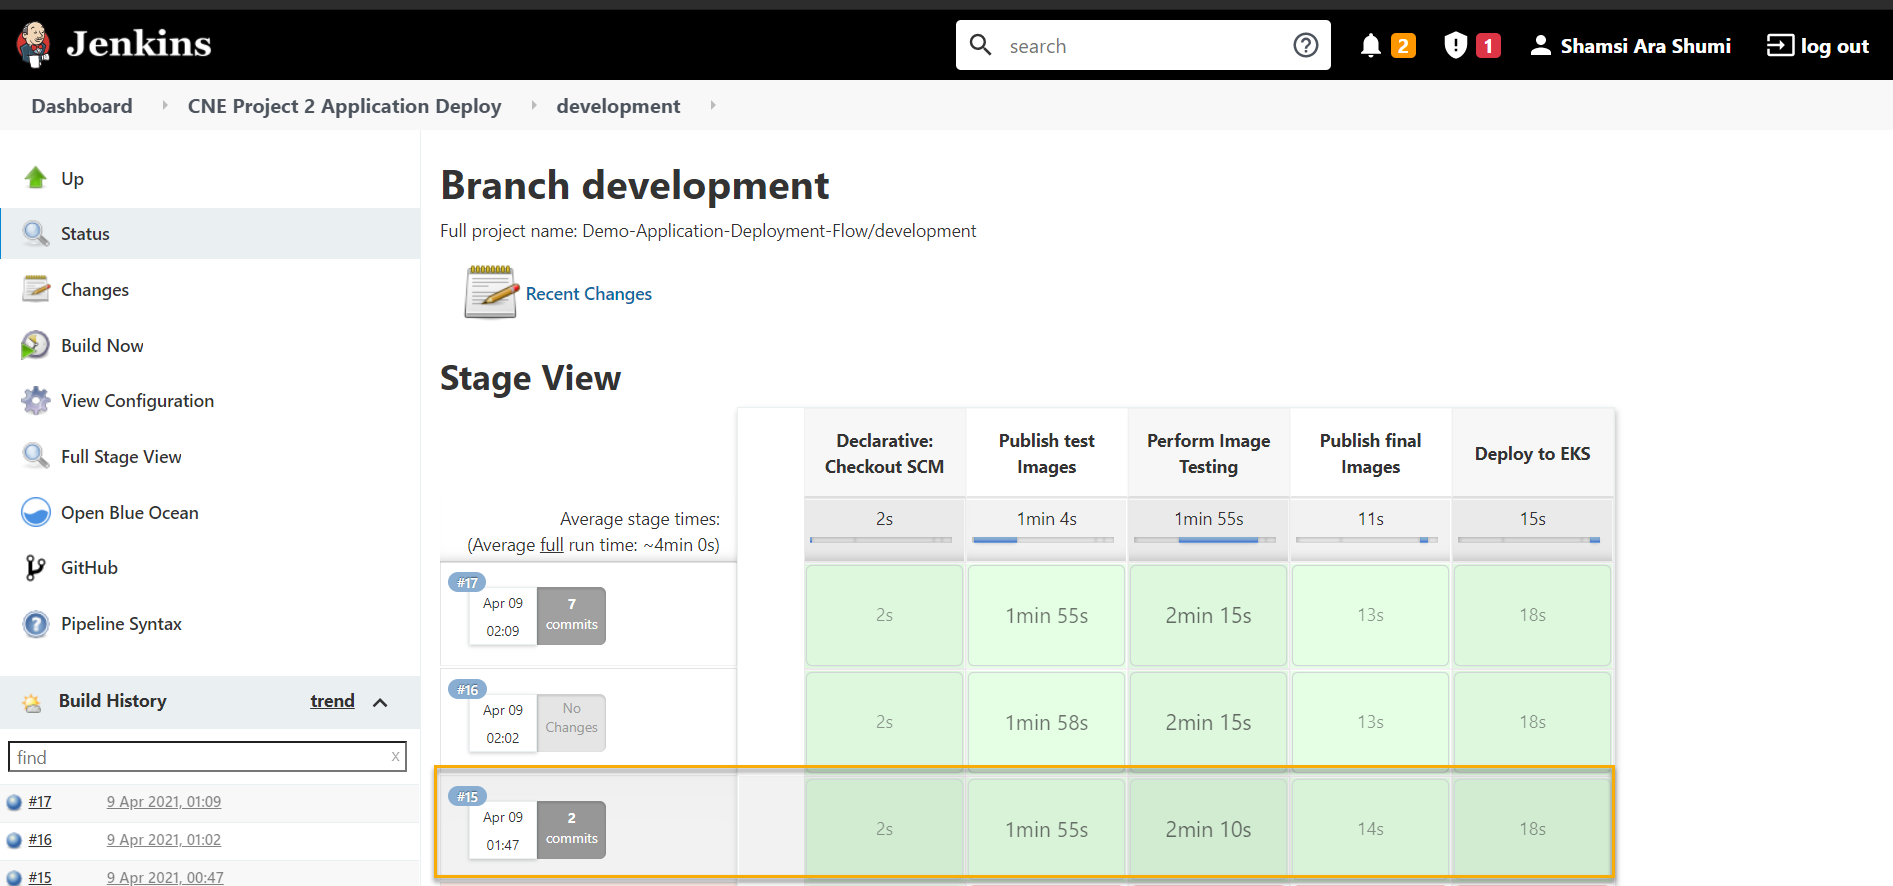 Jenkins
search
2
1
Shamsi Ara Shumi
log out
Dashboard
CNE Project 2 Application Deploy
development
Up
Status
Changes
Build Now
View Configuration
Full Stage View
Open Blue Ocean
GitHub
Pipeline Syntax
Build History
trend
find
x
#17
9 Apr 2021, 01:09
#16
9 Apr 2021, 01:02
#15
9 Apr 2021, 00:47
Branch development
Full project name: Demo-Application-Deployment-Flow/development
Recent Changes
Stage View
Declarative:
Checkout SCM
Publish test
Images
Perform Image
Testing
Publish final
Images
Deploy to EKS
Average stage times:
(Average full run time: ~4min 0s)
2s
1min 4s
1min 55s
11s
15s
#17
Apr 09
02:09
7
commits
2s
1min 55s
2min 15s
13s
18s
#16
Apr 09
02:02
No
Changes
2s
1min 58s
2min 15s
13s
18s
#15
Apr 09
01:47
2
commits
2s
1min 55s
2min 10s
14s
18s